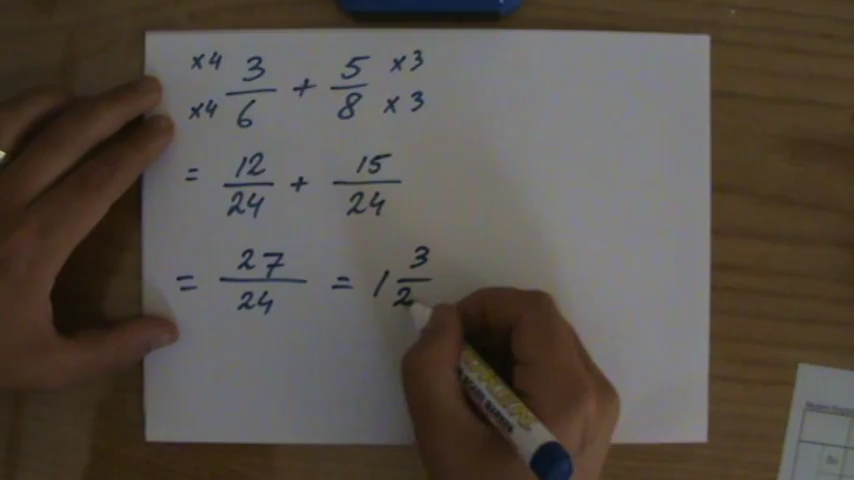 x4 3/6 x4 + 5/8 x3 x3
= 12/24 + 15/24
= 27/24 = 1 3/2